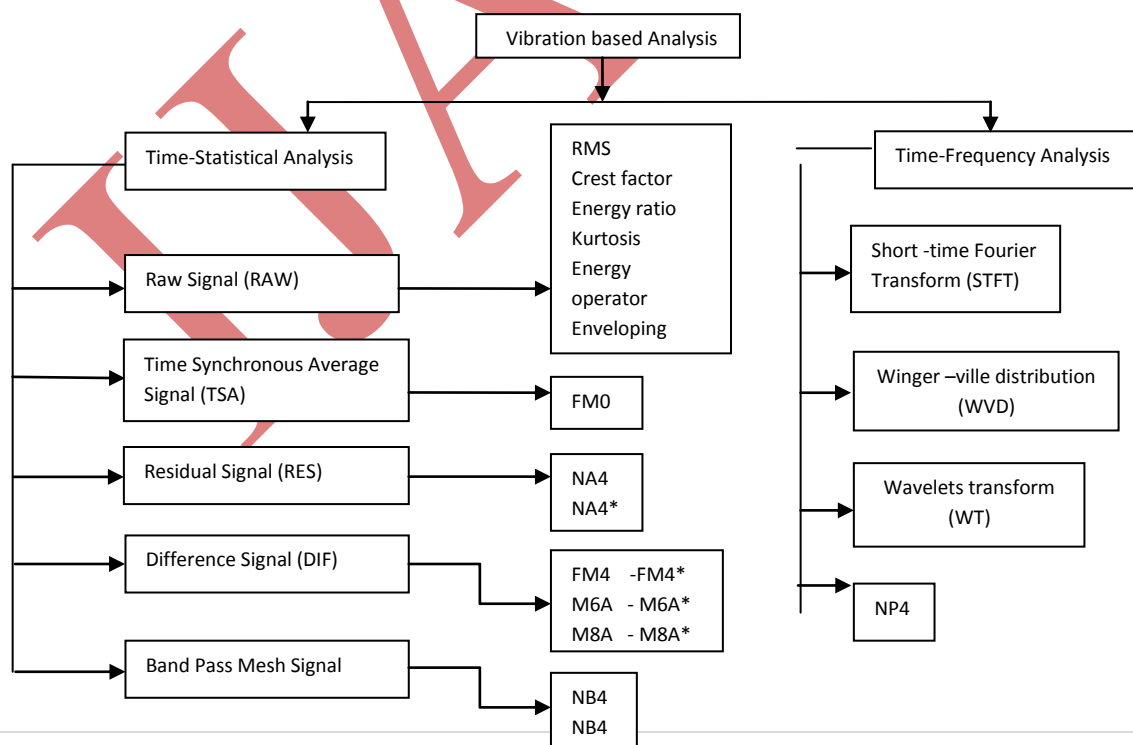 Vibration based Analysis
Time-Statistical Analysis
Raw Signal (RAW)
RMS
Crest factor
Energy ratio
Kurtosis
Energy
operator
Enveloping
Time Synchronous Average
Signal (TSA)
FM0
Residual Signal (RES)
NA4
NA4*
Difference Signal (DIF)
FM4 -FM4*
M6A - M6A*
M8A - M8A*
Band Pass Mesh Signal
NB4
NB4
Time-Frequency Analysis
Short -time Fourier
Transform (STFT)
Winger –ville distribution
(WVD)
Wavelets transform
(WT)
NP4